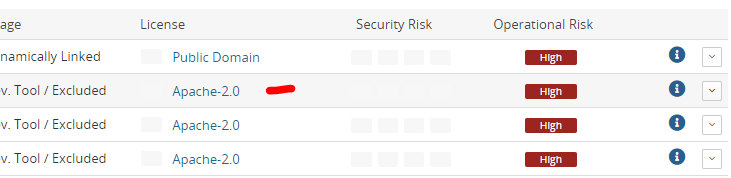 age License Security Risk Operational Risk
namically Linked Public Domain High
v. Tool / Excluded Apache-2.0 High
v. Tool / Excluded Apache-2.0 High
v. Tool / Excluded Apache-2.0 High